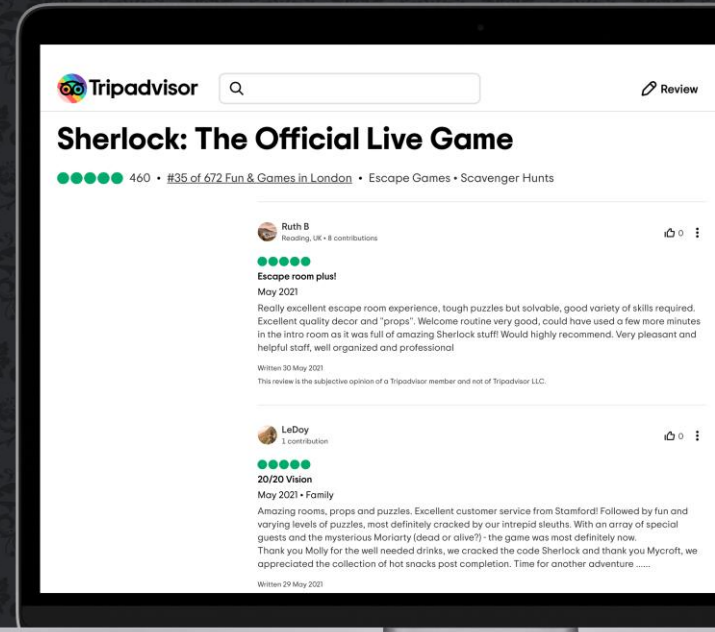 Tripadvisor
Review
Sherlock: The Official Live Game
460 • #35 of 672 Fun & Games in London • Escape Games • Scavenger Hunts
Ruth B
Reading, UK • 8 contributions
0
Escape room plus!
May 2021
Really excellent escape room experience, tough puzzles but solvable, good variety of skills required.
Excellent quality decor and "props". Welcome routine very good, could have used a few more minutes
in the intro room as it was full of amazing Sherlock stuff! Would highly recommend. Very pleasant and
helpful staff, well organized and professional
Written 30 May 2021
This review is the subjective opinion of a Tripadvisor member and not of Tripadvisor LLC.
LeDoy
1 contribution
0
20/20 Vision
May 2021 • Family
Amazing rooms, props and puzzles. Excellent customer service from Stamford! Followed by fun and
varying levels of puzzles, most definitely cracked by our intrepid sleuths. With an array of special
guests and the mysterious Moriarty (dead or alive?) - the game was most definitely now.
Thank you Molly for the well needed drinks, we cracked the code Sherlock and thank you Mycroft, we
appreciated the collection of hot snacks post completion. Time for another adventure ......
Written 29 May 2021